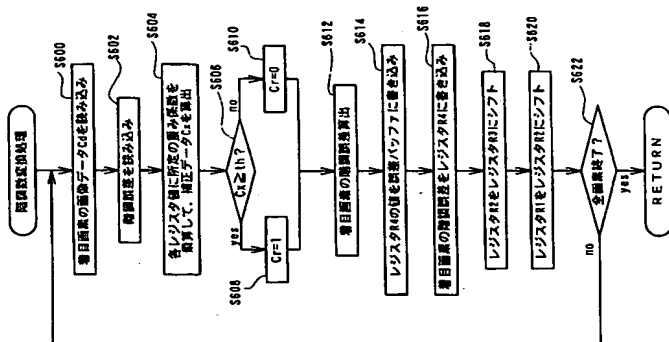 階調数変換処理
S600
着目画素の画像データCdを読み込み
S602
階調誤差を読み込み
S604
各レジスタ値に所定の重み係数を
乗算して、補正データCxを算出
S606
Cx≧th?
yes
no
S608
Cr=1
S610
Cr=0
S612
着目画素の階調誤差算出
S614
レジスタR4の値を誤差バッファに書き込み
S616
着目画素の階調誤差をレジスタR4に書き込み
S618
レジスタR2をレジスタR3にシフト
S620
レジスタR1をレジスタR2にシフト
S622
全画素終了?
no
yes
RETURN